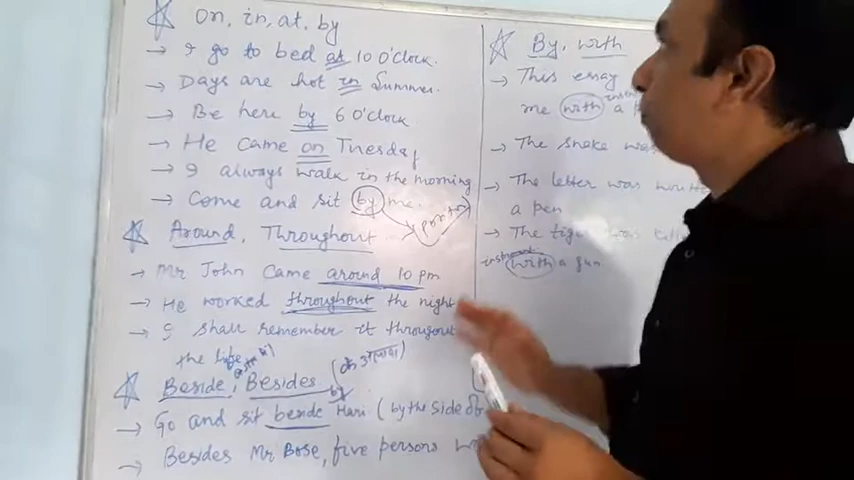 On, in, at, by
→ I go to bed at 10 O'Clock.
→ Days are hot in Summer.
→ Be here by 6 O'Clock
→ He came on Tuesday
→ I always walk in the morning
→ Come and sit by me.
Around, Throughout
→ Mr John Came around 10 pm
→ He worked throughout the night
→ I shall remember it througout
the life
Beside, Besides
→ Go and sit beside Hari (by the side of
→ Besides Mr Bose, five persons
By, with
→ This essay
me with a
→ The snake was
→ The letter was
a pen
→ The was
with a gun